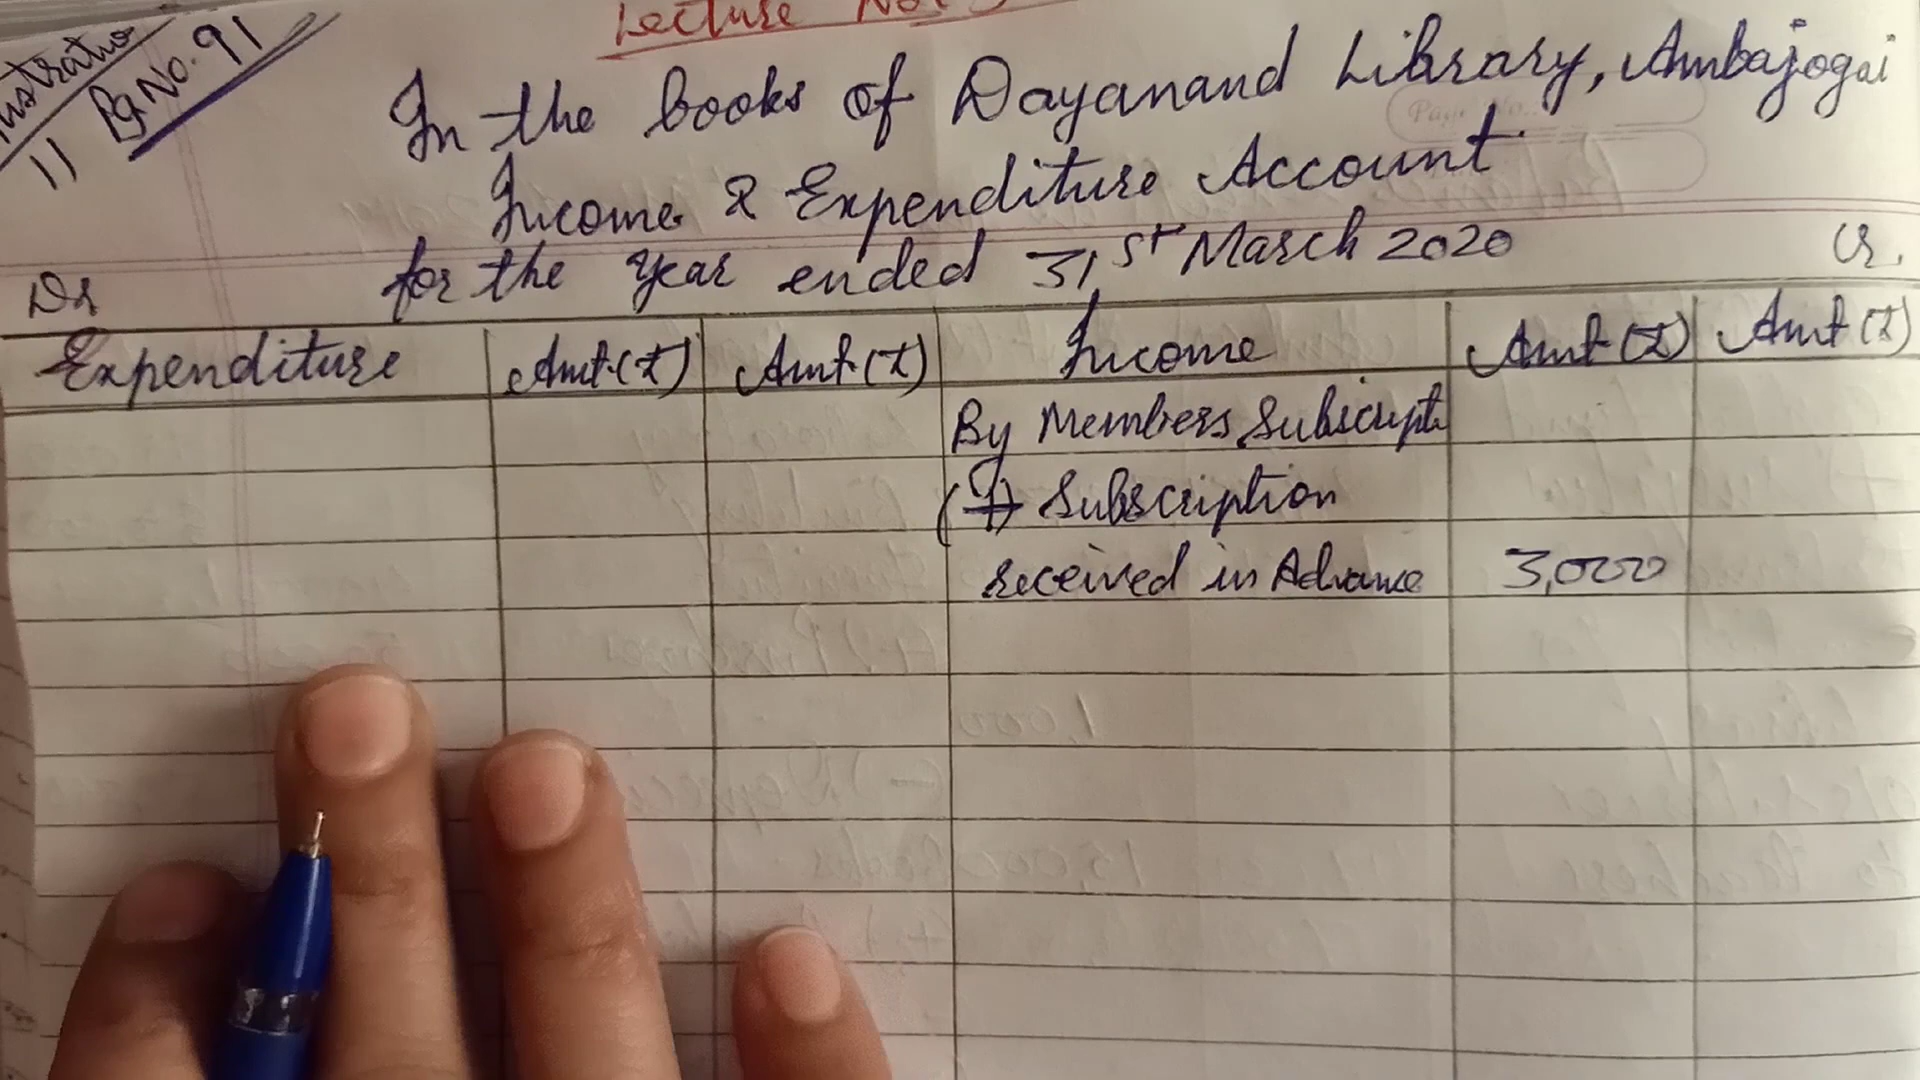 Lecture No:
Pg No. 91
11
In the books of Dayanand Library, Ambajogai
Income & Expenditure Account
for the year ended 31st March 2020
Dr
Cr.
Expenditure Amt.(₹) Amt.(₹) Income Amt (₹) Amt (₹)
By Members Subscript
(+) Subscription
received in Advance 3,000